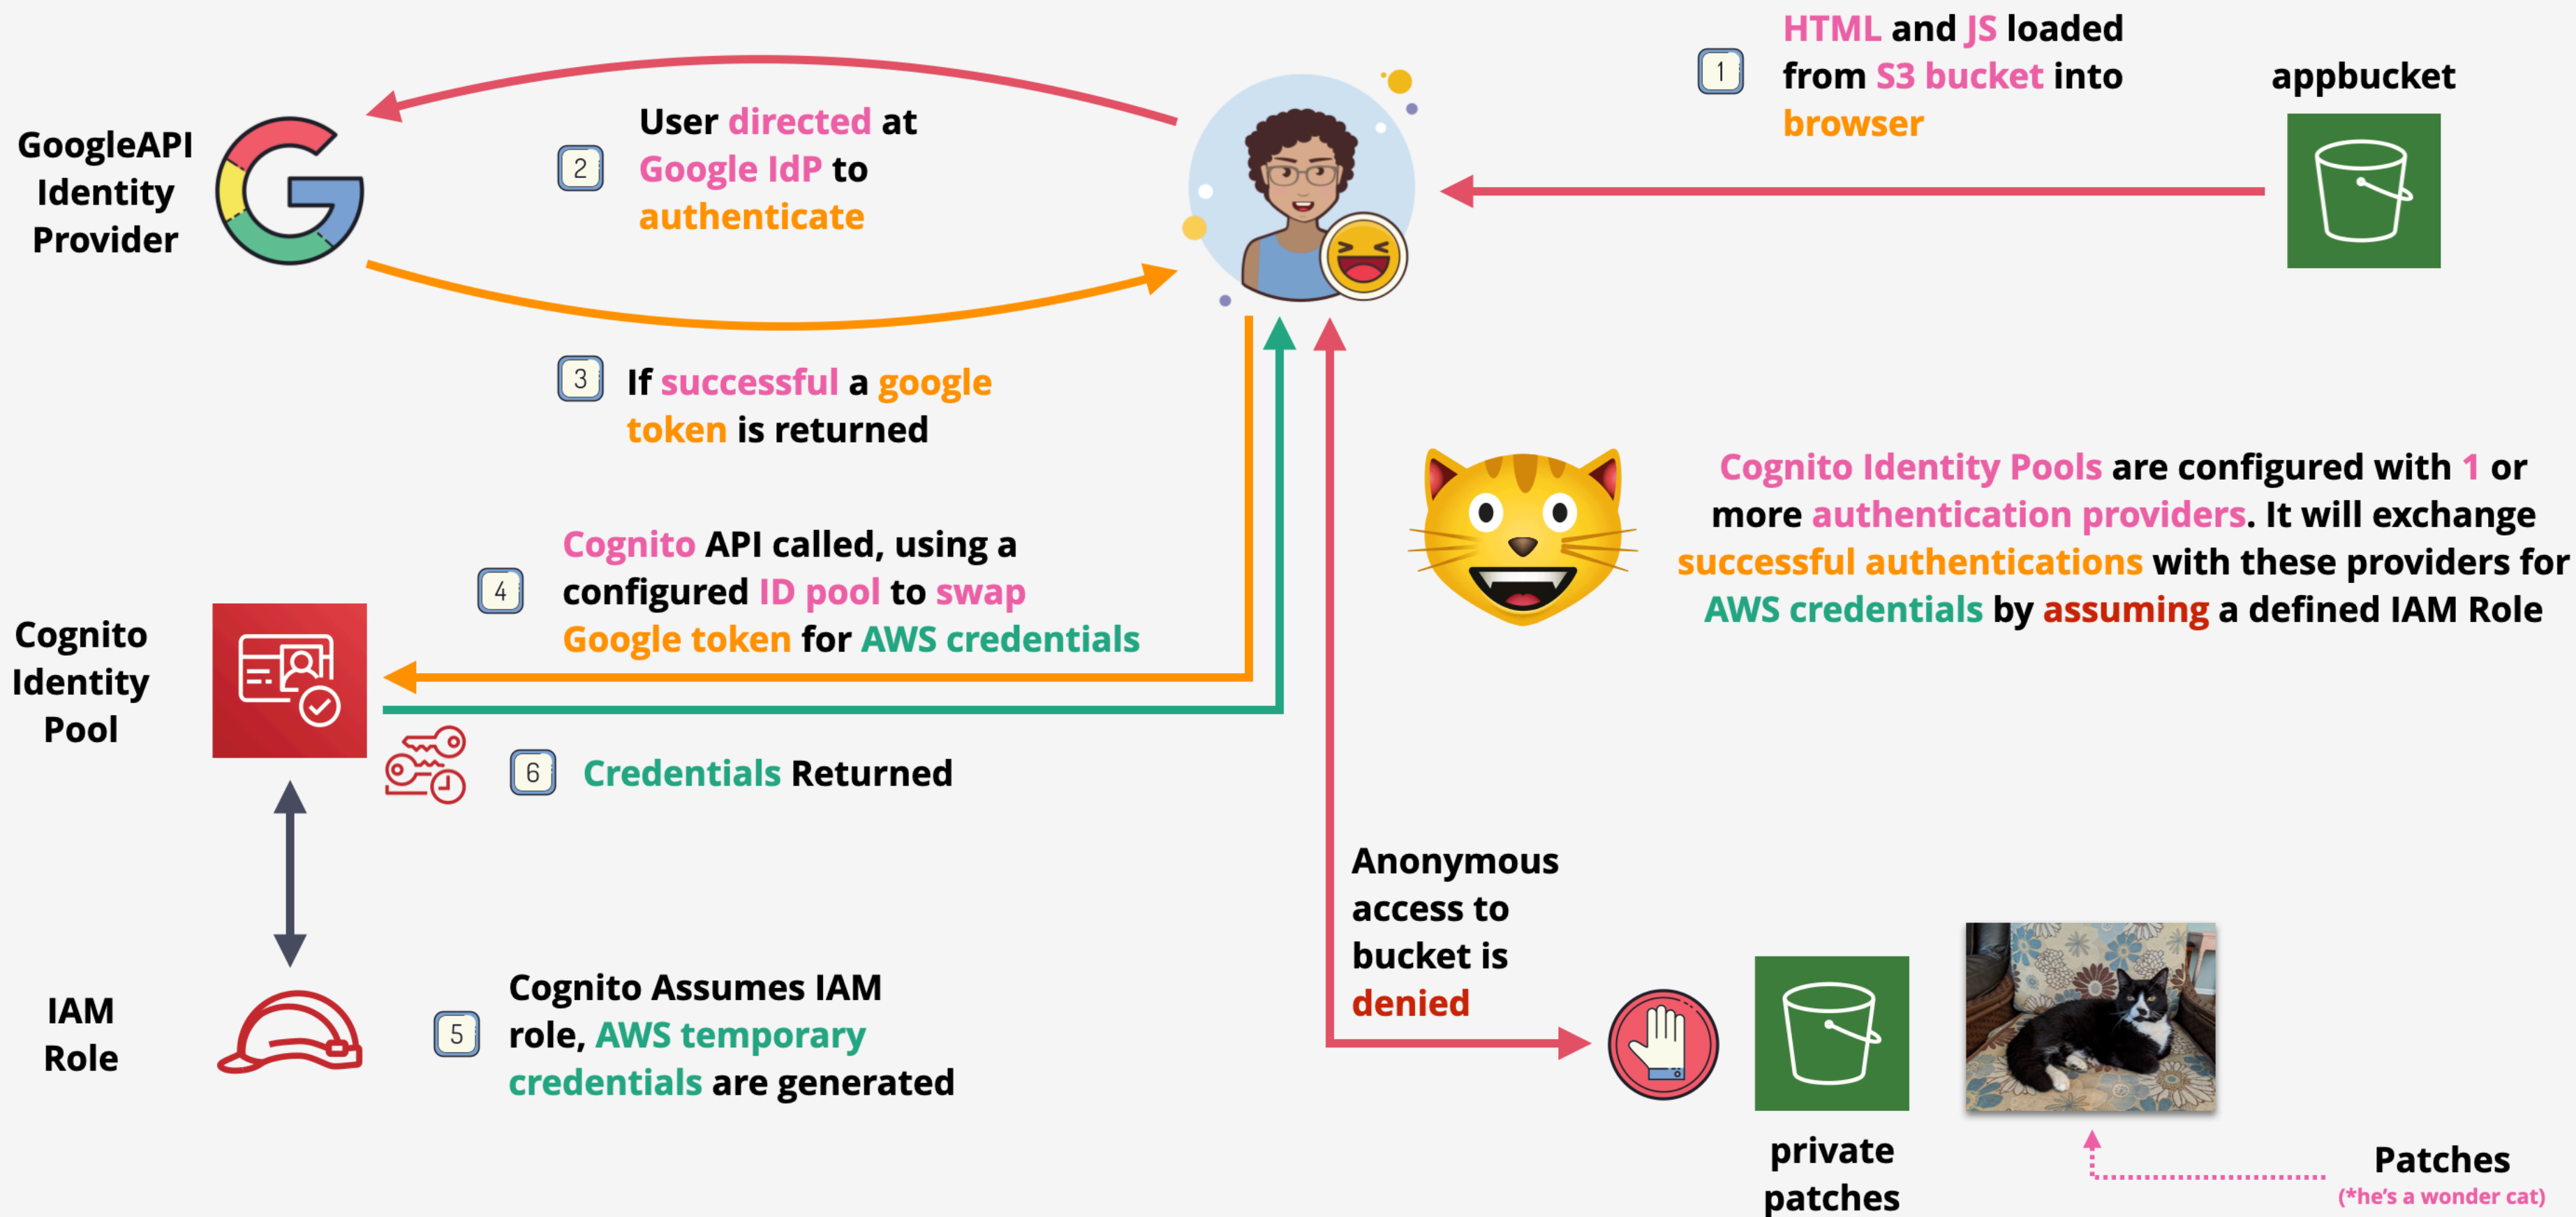 1
HTML and JS loaded
from S3 bucket into
browser
appbucket
GoogleAPI
Identity
Provider
2
User directed at
Google IdP to
authenticate
3
If successful a google
token is returned
Cognito Identity Pools are configured with 1 or
more authentication providers. It will exchange
successful authentications with these providers for
AWS credentials by assuming a defined IAM Role
4
Cognito API called, using a
configured ID pool to swap
Google token for AWS credentials
Cognito
Identity
Pool
6
Credentials Returned
Anonymous
access to
bucket is
denied
IAM
Role
5
Cognito Assumes IAM
role, AWS temporary
credentials are generated
private
patches
Patches
(*he's a wonder cat)